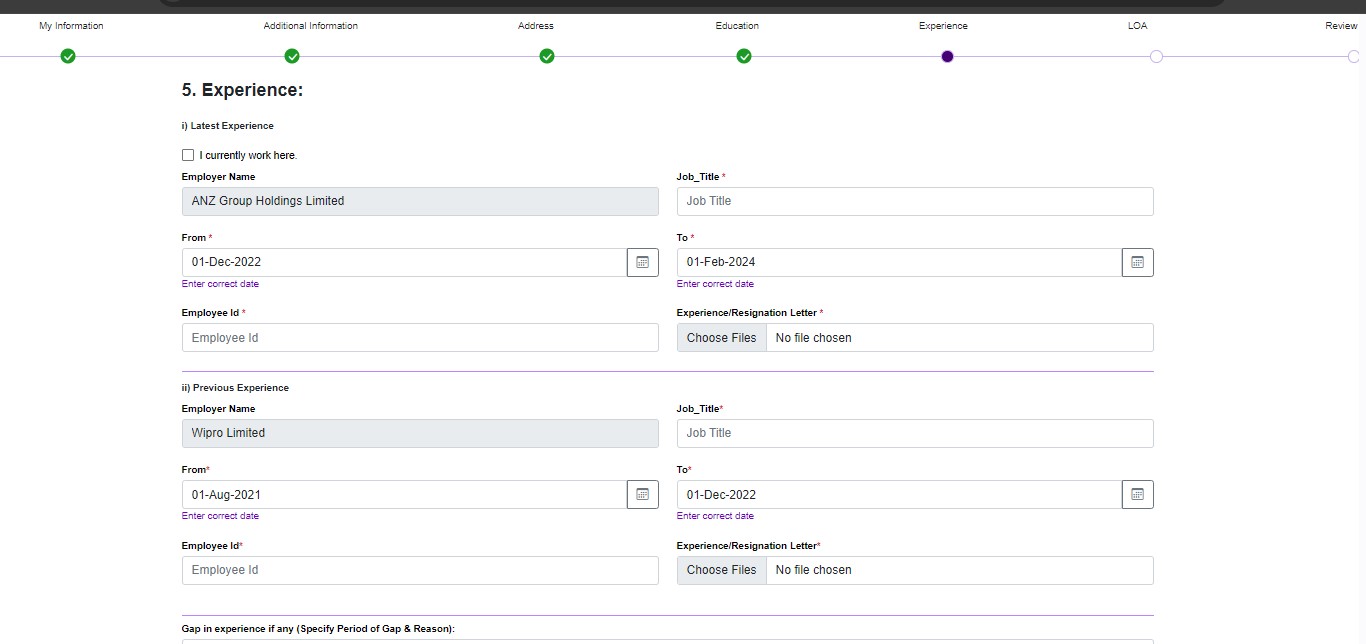 My Information Additional Information Address Education Experience LOA Review
5. Experience:
i) Latest Experience
I currently work here.
Employer Name Job_Title *
ANZ Group Holdings Limited Job Title
From * To *
01-Dec-2022 01-Feb-2024
Enter correct date Enter correct date
Employee Id * Experience/Resignation Letter *
Employee Id Choose Files No file chosen
ii) Previous Experience
Employer Name Job_Title*
Wipro Limited Job Title
From* To*
01-Aug-2021 01-Dec-2022
Enter correct date Enter correct date
Employee Id* Experience/Resignation Letter*
Employee Id Choose Files No file chosen
Gap in experience if any (Specify Period of Gap & Reason):